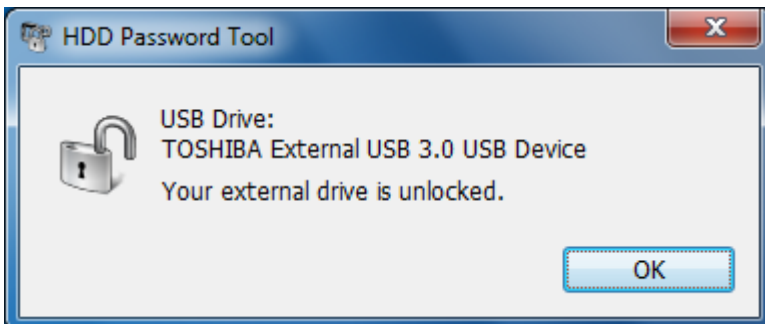 HDD Password Tool
USB Drive:
TOSHIBA External USB 3.0 USB Device
Your external drive is unlocked.
OK